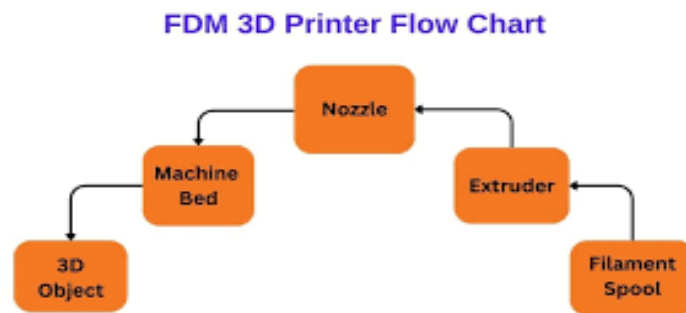 FDM 3D Printer Flow Chart
Nozzle
Machine
Bed
Extruder
3D
Object
Filament
Spool